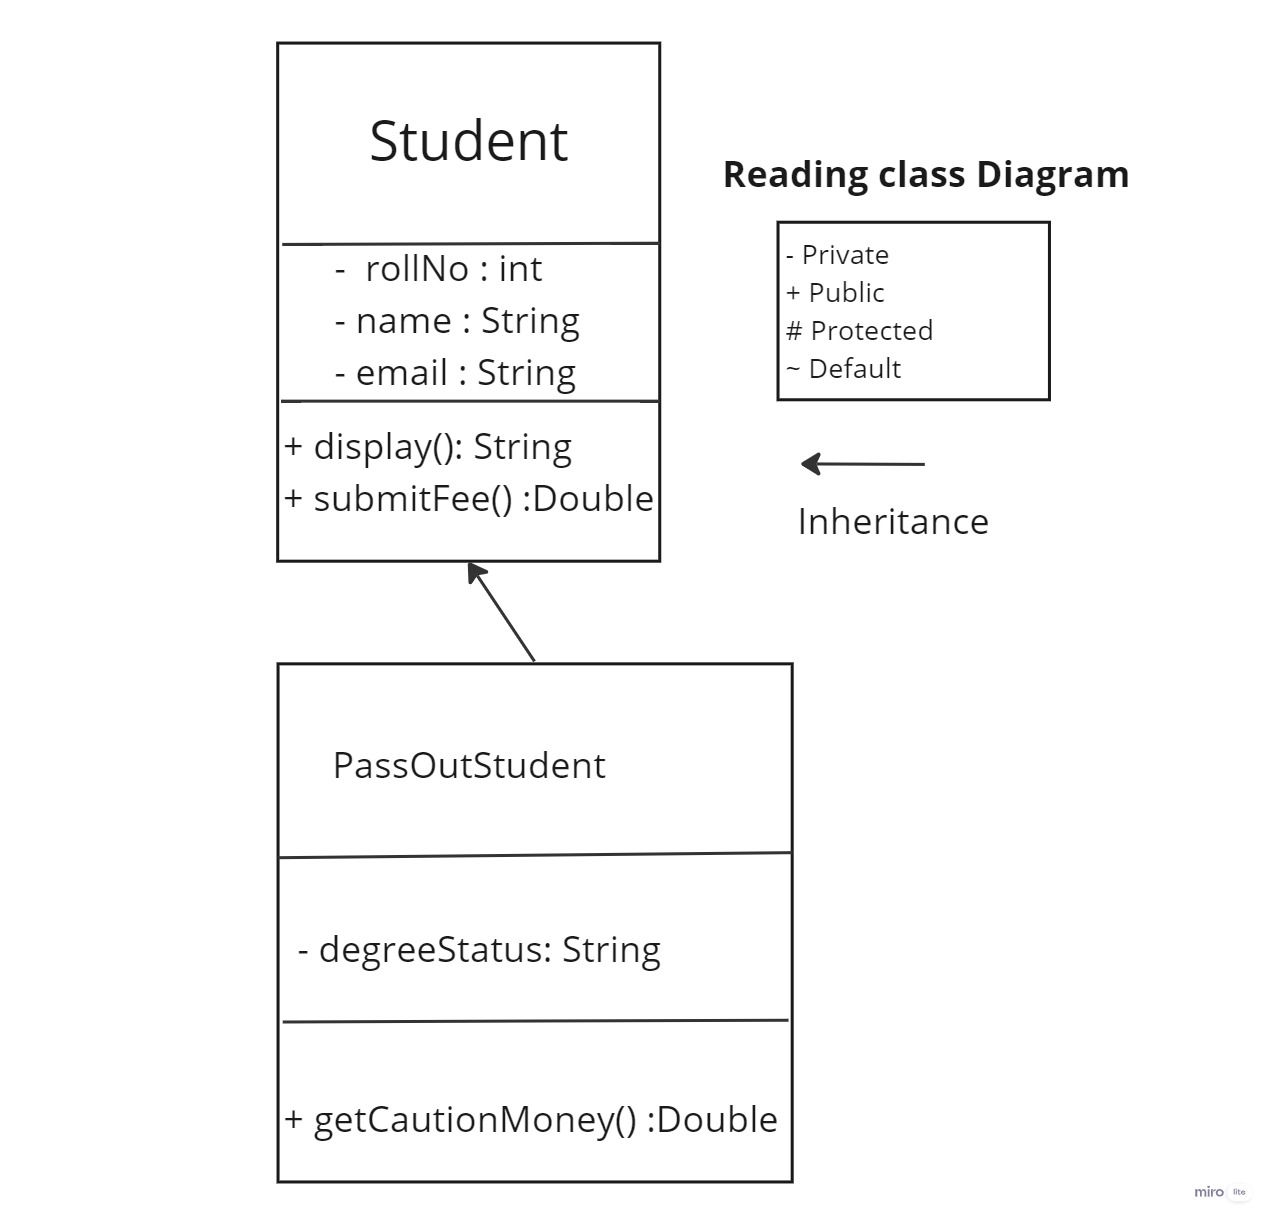 Student
- rollNo : int
- name : String
- email : String
+ display(): String
+ submitFee() :Double
Reading class Diagram
- Private
+ Public
# Protected
~ Default
Inheritance
PassOutStudent
- degreeStatus: String
+ getCautionMoney() :Double
miro lite